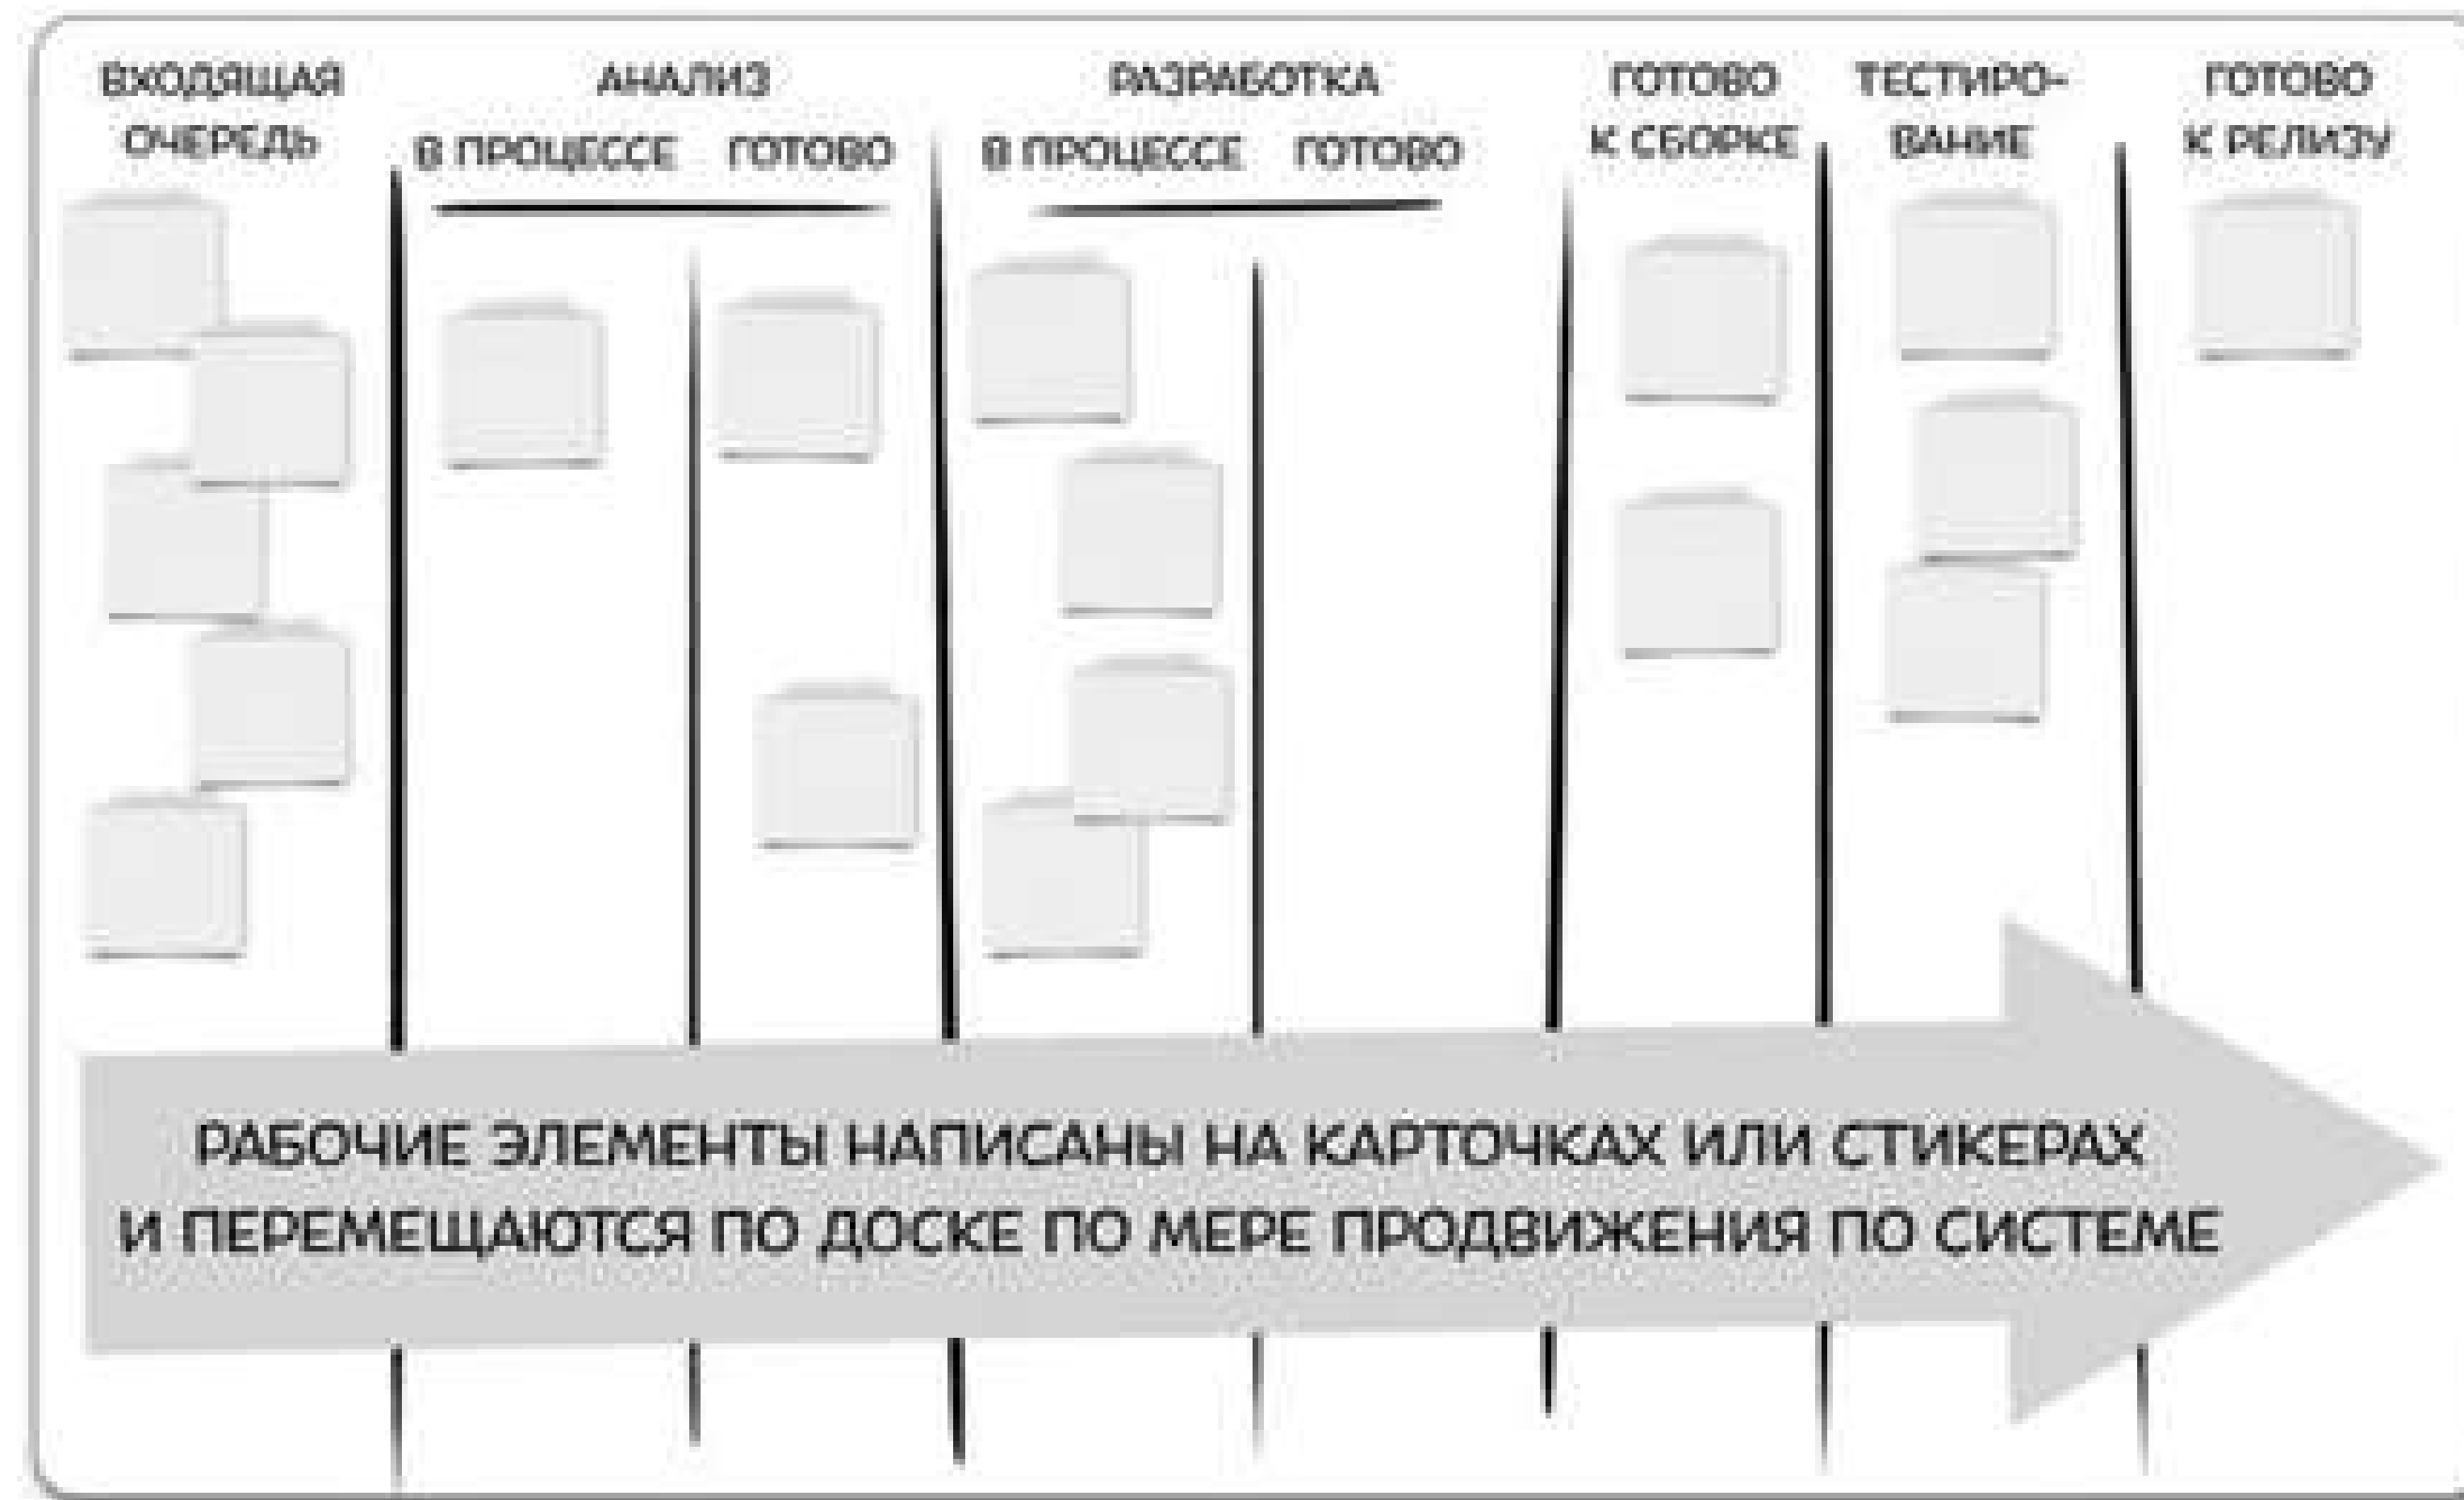 ВХОДЯЩАЯ
ОЧЕРЕДЬ
АНАЛИЗ
В ПРОЦЕССЕ ГОТОВО
РАЗРАБОТКА
В ПРОЦЕССЕ ГОТОВО
ГОТОВО
К СБОРКЕ
ТЕСТИРО-
ВАНИЕ
ГОТОВО
К РЕЛИЗУ
РАБОЧИЕ ЭЛЕМЕНТЫ НАПИСАНЫ НА КАРТОЧКАХ ИЛИ СТИКЕРАХ
И ПЕРЕМЕЩАЮТСЯ ПО ДОСКЕ ПО МЕРЕ ПРОДВИЖЕНИЯ ПО СИСТЕМЕ